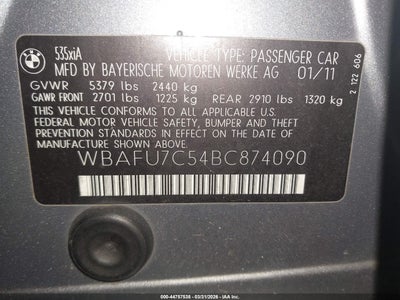 535xiA VEHICLE TYPE: PASSENGER CAR
MFD BY BAYERISCHE MOTOREN WERKE AG 01/11
GVWR 5379 lbs 2440 kg
GAWR FRONT 2701 lbs 1225 kg REAR 2910 lbs 1320 kg
THIS VEHICLE CONFORMS TO ALL APPLICABLE U.S.
FEDERAL MOTOR VEHICLE SAFETY, BUMPER, AND THEFT
PREVENTION STANDARDS IN EFFECT ON THE DATE OF
MANUFACTURE SHOWN ABOVE.
WBAFU7C54BC874090
2 122 606
000-44757538 - 03/31/2026 - IAA Inc.